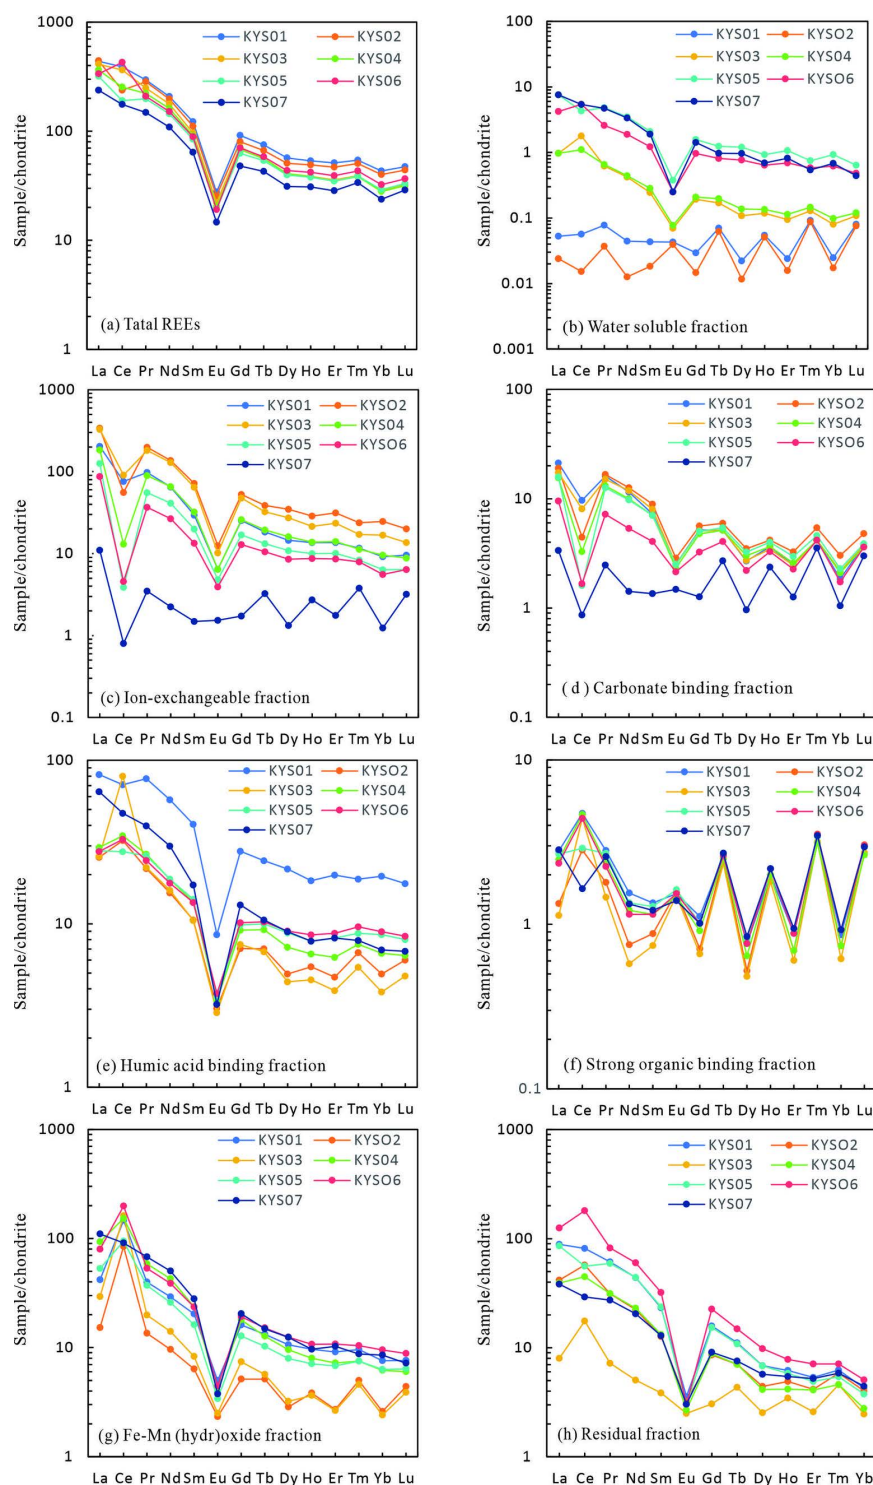 Sample/chondrite
1000
100
10
1
KYS01
KYS02
KYS03
KYS04
KYS05
KYS06
KYS07
(a) Tatal REEs
La Ce Pr Nd Sm Eu Gd Tb Dy Ho Er Tm Yb Lu
Sample/chondrite
100
10
1
0.1
0.01
0.001
KYS01
KYSO2
KYS03
KYS04
KYS05
KYSO6
KYS07
(b) Water soluble fraction
La Ce Pr Nd Sm Eu Gd Tb Dy Ho Er Tm Yb Lu
Sample/chondrite
1000
100
10
1
0.1
KYS01
KYSO2
KYS03
KYS04
KYS05
KYSO6
KYS07
(c) Ion-exchangeable fraction
La Ce Pr Nd Sm Eu Gd Tb Dy Ho Er Tm Yb Lu
Sample/chondrite
100
10
1
0.1
KYS01
KYSO2
KYS03
KYS04
KYS05
KYSO6
KYS07
(d) Carbonate binding fraction
La Ce Pr Nd Sm Eu Gd Tb Dy Ho Er Tm Yb Lu
Sample/chondrite
100
10
1
KYS01
KYSO2
KYS03
KYS04
KYS05
KYSO6
KYS07
(e) Humic acid binding fraction
La Ce Pr Nd Sm Eu Gd Tb Dy Ho Er Tm Yb Lu
Sample/chondrite
10
1
0.1
KYS01
KYSO2
KYS03
KYS04
KYS05
KYSO6
KYS07
(f) Strong organic binding fraction
La Ce Pr Nd Sm Eu Gd Tb Dy Ho Er Tm Yb Lu
Sample/chondrite
1000
100
10
1
KYS01
KYSO2
KYS03
KYS04
KYS05
KYSO6
KYS07
(g) Fe-Mn (hydr)oxide fraction
La Ce Pr Nd Sm Eu Gd Tb Dy Ho Er Tm Yb Lu
Sample/chondrite
1000
100
10
1
KYS01
KYSO2
KYS03
KYS04
KYS05
KYSO6
KYS07
(h) Residual fraction
La Ce Pr Nd Sm Eu Gd Tb Dy Ho Er Tm Yb